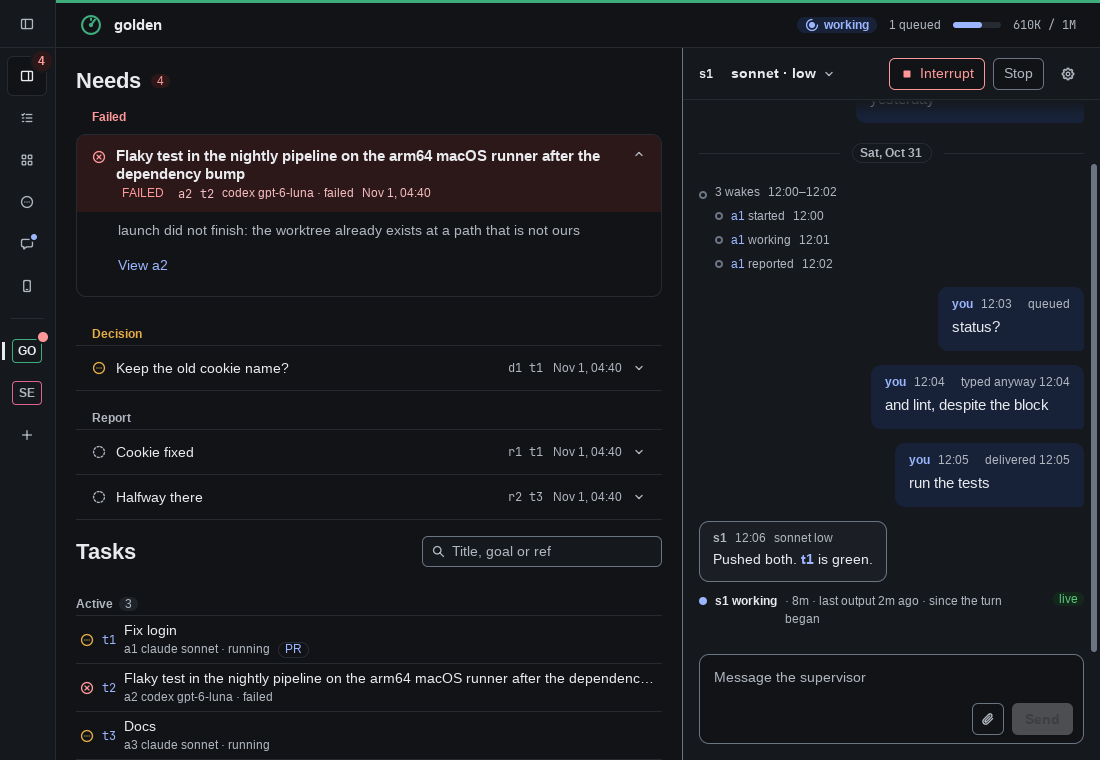 golden
working
1 queued
610K / 1M
4
GO
SE
Needs 4
Failed
Flaky test in the nightly pipeline on the arm64 macOS runner after the
dependency bump
FAILED a2 t2 codex gpt-6-luna · failed Nov 1, 04:40
launch did not finish: the worktree already exists at a path that is not ours
View a2
Decision
Keep the old cookie name? d1 t1 Nov 1, 04:40
Report
Cookie fixed r1 t1 Nov 1, 04:40
Halfway there r2 t3 Nov 1, 04:40
Tasks
Title, goal or ref
Active 3
t1 Fix login
a1 claude sonnet · running PR
t2 Flaky test in the nightly pipeline on the arm64 macOS runner after the dependenc…
a2 codex gpt-6-luna · failed
t3 Docs
a3 claude sonnet · running
s1 sonnet · low
Interrupt
Stop
yesterday
Sat, Oct 31
3 wakes 12:00–12:02
a1 started 12:00
a1 working 12:01
a1 reported 12:02
you 12:03 queued
status?
you 12:04 typed anyway 12:04
and lint, despite the block
you 12:05 delivered 12:05
run the tests
s1 12:06 sonnet low
Pushed both. t1 is green.
s1 working · 8m · last output 2m ago · since the turn
began
live
Message the supervisor
Send